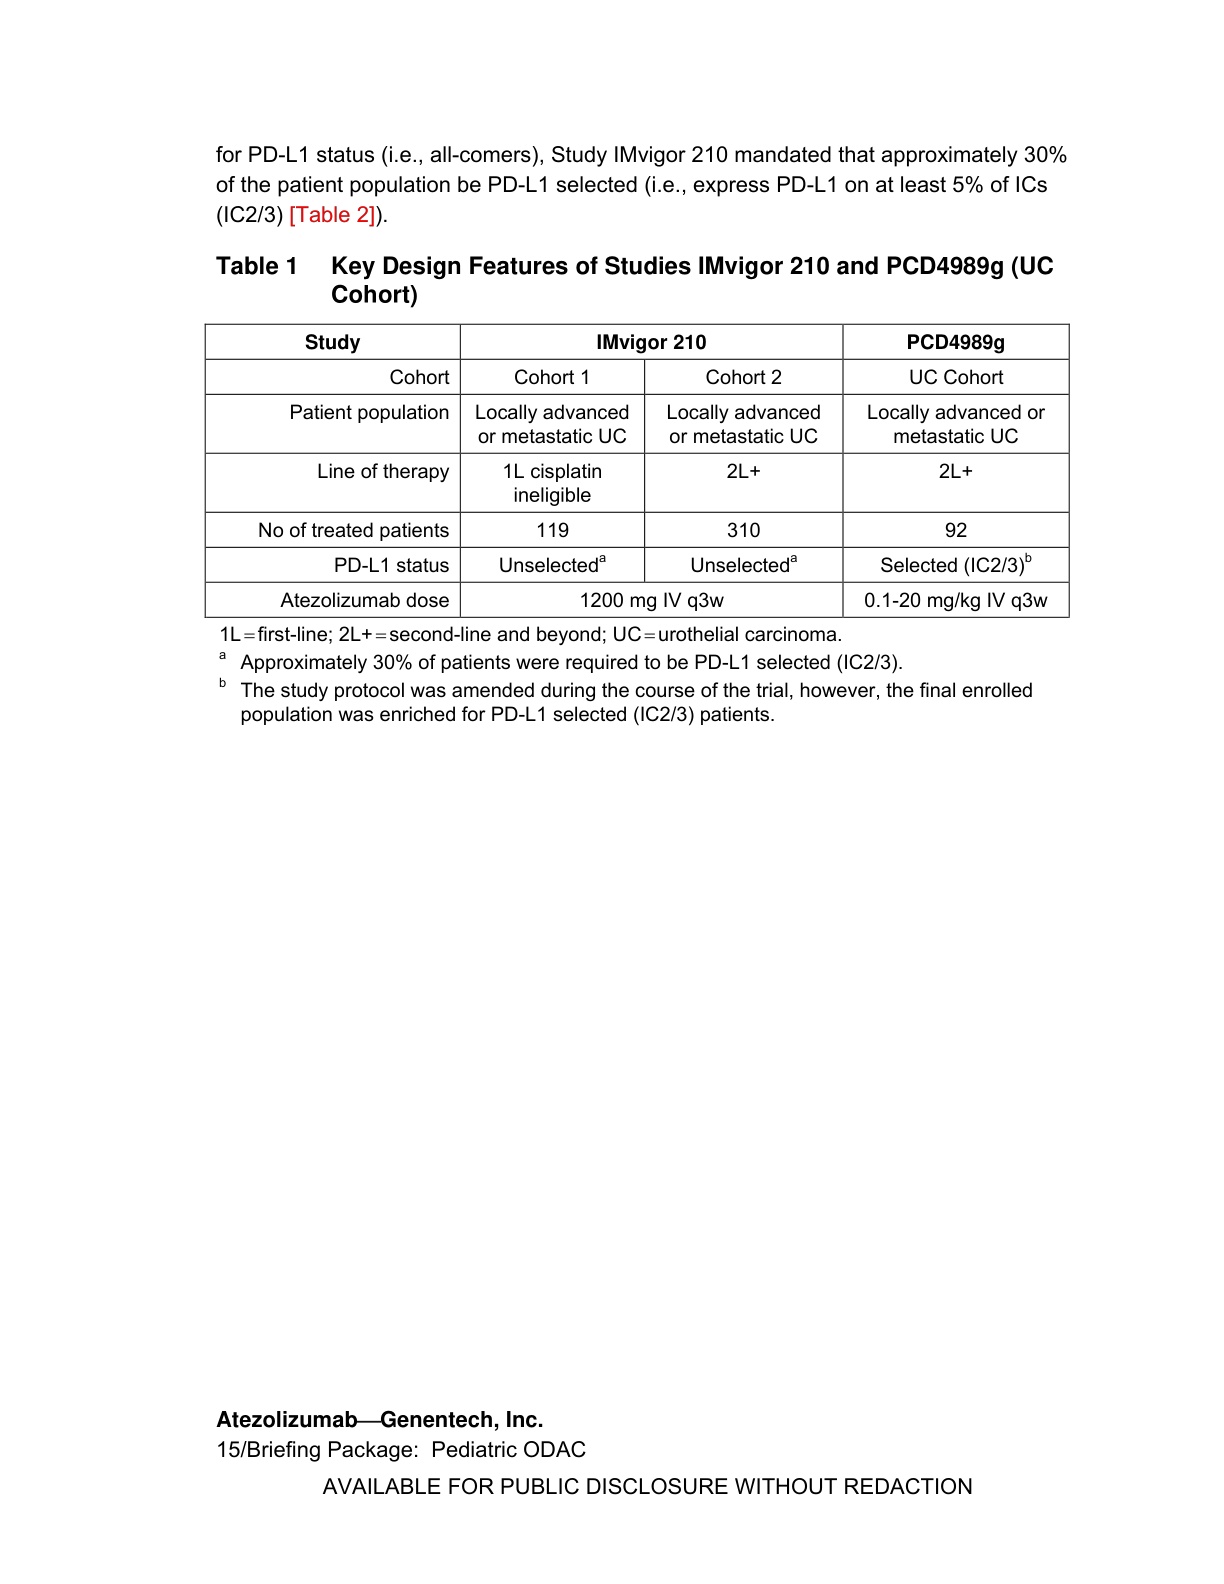 for PD-L1 status (i.e., all-comers), Study IMvigor 210 mandated that approximately 30%
of the patient population be PD-L1 selected (i.e., express PD-L1 on at least 5% of ICs
(IC2/3) [Table 2]).
Table 1 Key Design Features of Studies IMvigor 210 and PCD4989g (UC
Cohort)
Study IMvigor 210 PCD4989g
Cohort Cohort 1 Cohort 2 UC Cohort
Patient population Locally advanced Locally advanced Locally advanced or
or metastatic UC or metastatic UC metastatic UC
Line of therapy 1L cisplatin 2L+ 2L+
ineligible
No of treated patients 119 310 92
PD-L1 status Unselectedᵃ Unselectedᵃ Selected (IC2/3)ᵇ
Atezolizumab dose 1200 mg IV q3w 0.1-20 mg/kg IV q3w
1L=first-line; 2L+=second-line and beyond; UC=urothelial carcinoma.
ᵃ Approximately 30% of patients were required to be PD-L1 selected (IC2/3).
ᵇ The study protocol was amended during the course of the trial, however, the final enrolled
population was enriched for PD-L1 selected (IC2/3) patients.
Atezolizumab—Genentech, Inc.
15/Briefing Package: Pediatric ODAC
AVAILABLE FOR PUBLIC DISCLOSURE WITHOUT REDACTION